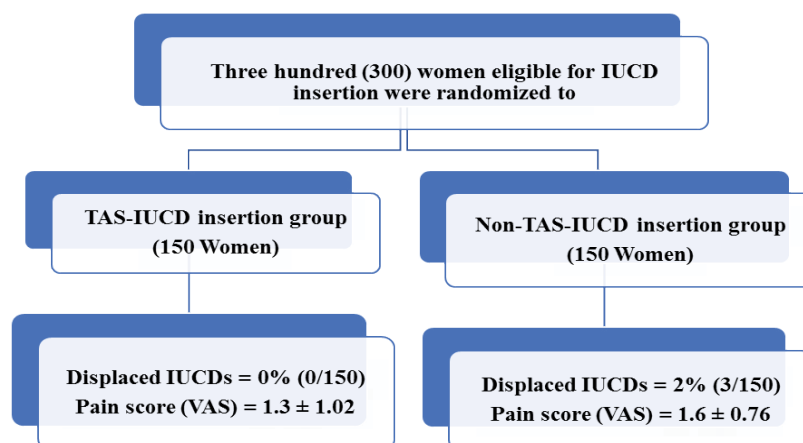 Three hundred (300) women eligible for IUCD
insertion were randomized to
TAS-IUCD insertion group
(150 Women)
Non-TAS-IUCD insertion group
(150 Women)
Displaced IUCDs = 0% (0/150)
Pain score (VAS) = 1.3 ± 1.02
Displaced IUCDs = 2% (3/150)
Pain score (VAS) = 1.6 ± 0.76